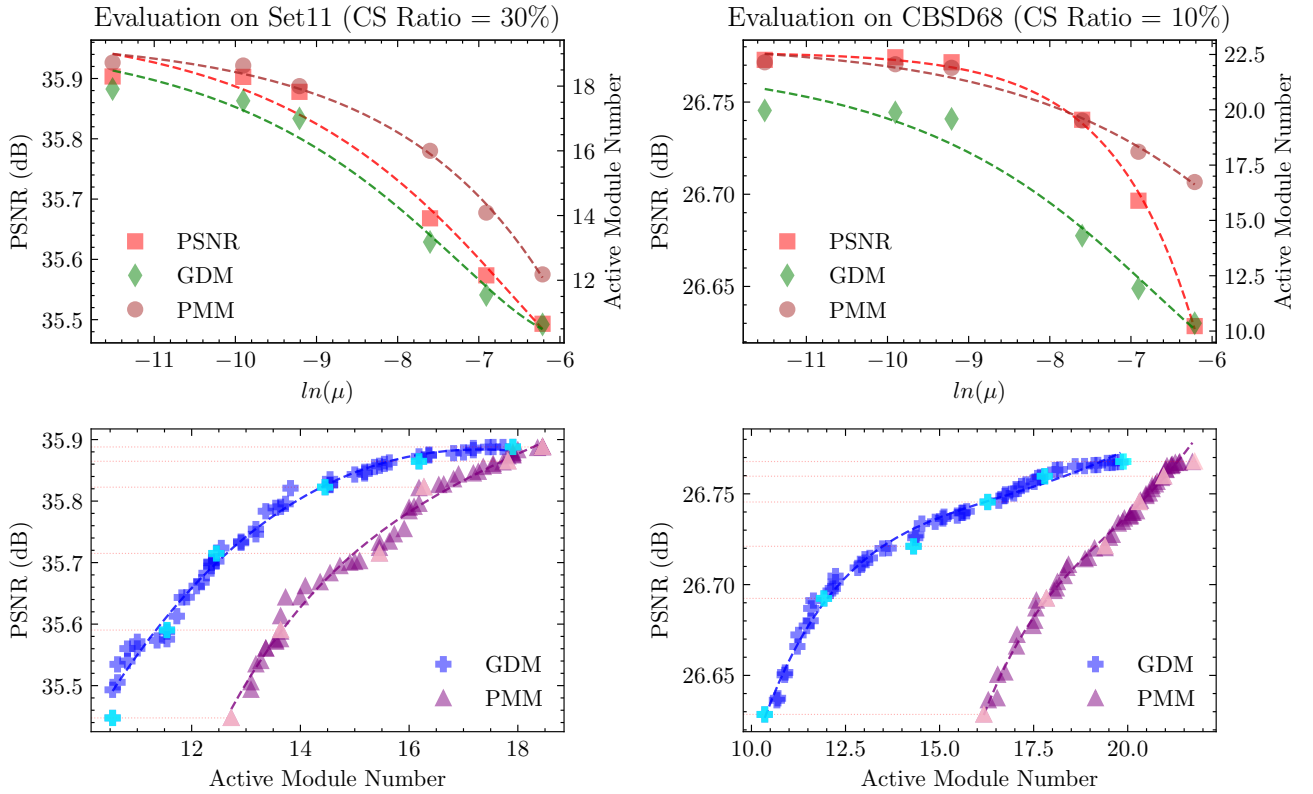 Evaluation on Set11 (CS Ratio = 30%)
35.9
35.8
35.7
35.6
35.5
PSNR (dB)
18
16
14
12
Active Module Number
PSNR
GDM
PMM
−11
−10
−9
−8
−7
−6
ln(μ)
Evaluation on CBSD68 (CS Ratio = 10%)
26.75
26.70
26.65
PSNR (dB)
22.5
20.0
17.5
15.0
12.5
10.0
Active Module Number
PSNR
GDM
PMM
−11
−10
−9
−8
−7
−6
ln(μ)
35.9
35.8
35.7
35.6
35.5
PSNR (dB)
GDM
PMM
12
14
16
18
Active Module Number
26.75
26.70
26.65
PSNR (dB)
GDM
PMM
10.0
12.5
15.0
17.5
20.0
Active Module Number